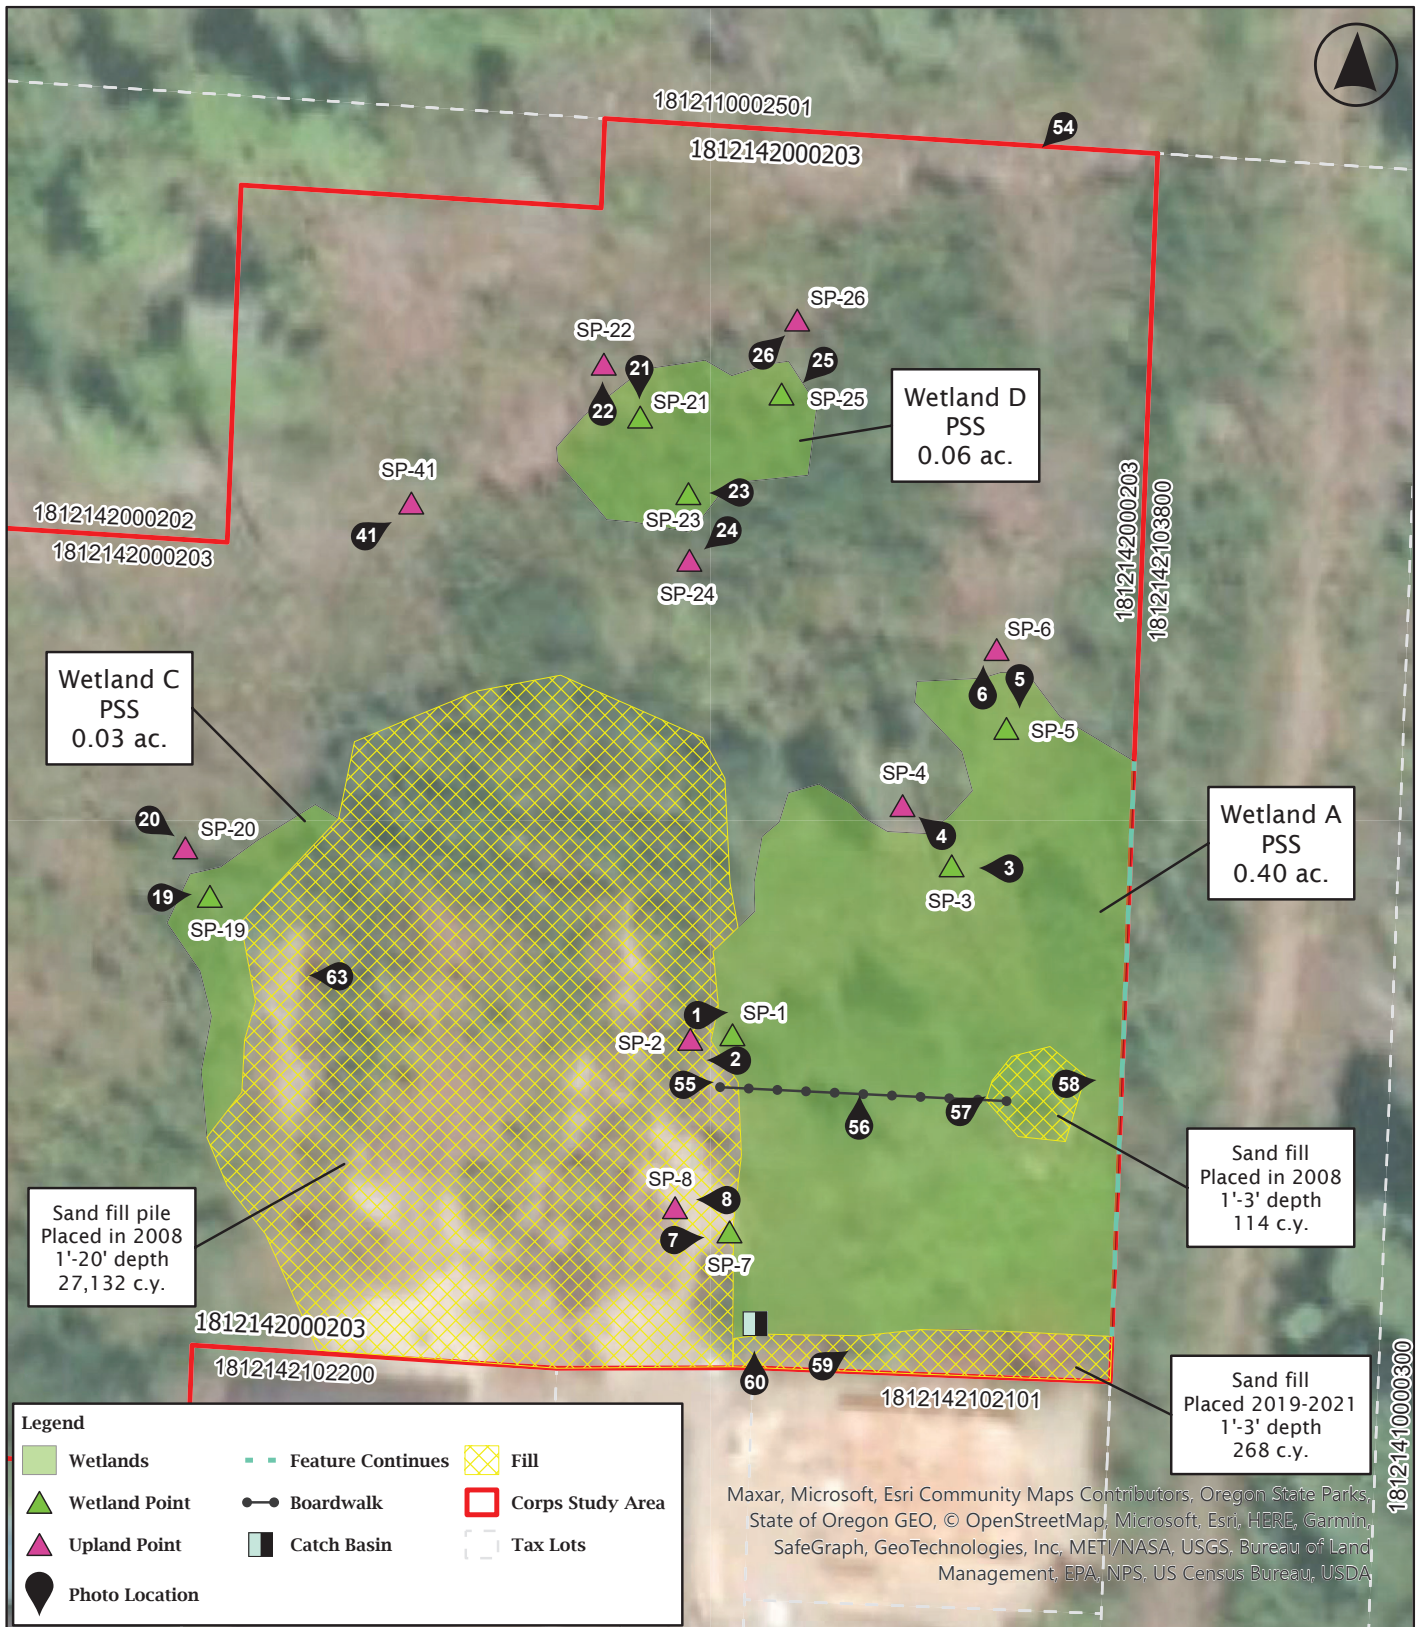 1812110002501
1812142000203
54
SP-26
SP-22
26
25
21
22
SP-21
SP-25
Wetland D
PSS
0.06 ac.
SP-41
23
SP-23
24
41
SP-24
1812142000202
1812142000203
1812142000203
1812142103800
SP-6
6
5
SP-5
Wetland C
PSS
0.03 ac.
SP-4
4
20
SP-20
19
SP-19
3
SP-3
Wetland A
PSS
0.40 ac.
63
1
SP-1
SP-2
2
55
56
57
58
SP-8
8
7
SP-7
Sand fill pile
Placed in 2008
1'-20' depth
27,132 c.y.
Sand fill
Placed in 2008
1'-3' depth
114 c.y.
1812142000203
1812142102200
59
60
1812142102101
Sand fill
Placed 2019-2021
1'-3' depth
268 c.y.
1812141000300
Legend
Wetlands
Feature Continues
Fill
Wetland Point
Boardwalk
Corps Study Area
Upland Point
Catch Basin
Tax Lots
Photo Location
Maxar, Microsoft, Esri Community Maps Contributors, Oregon State Parks,
State of Oregon GEO, © OpenStreetMap, Microsoft, Esri, HERE, Garmin,
SafeGraph, GeoTechnologies, Inc, METI/NASA, USGS, Bureau of Land
Management, EPA, NPS, US Census Bureau, USDA